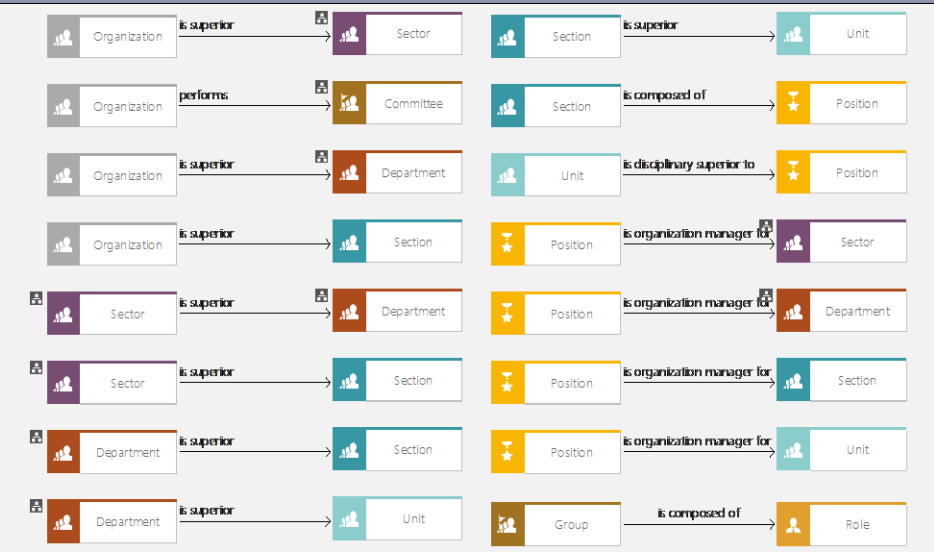 Organization is superior Sector
Section is superior Unit
Organization performs Committee
Section is composed of Position
Organization is superior Department
Unit is disciplinary superior to Position
Organization is superior Section
Position is organization manager for Sector
Sector is superior Department
Position is organization manager for Department
Sector is superior Section
Position is organization manager for Section
Department is superior Section
Position is organization manager for Unit
Department is superior Unit
Group is composed of Role